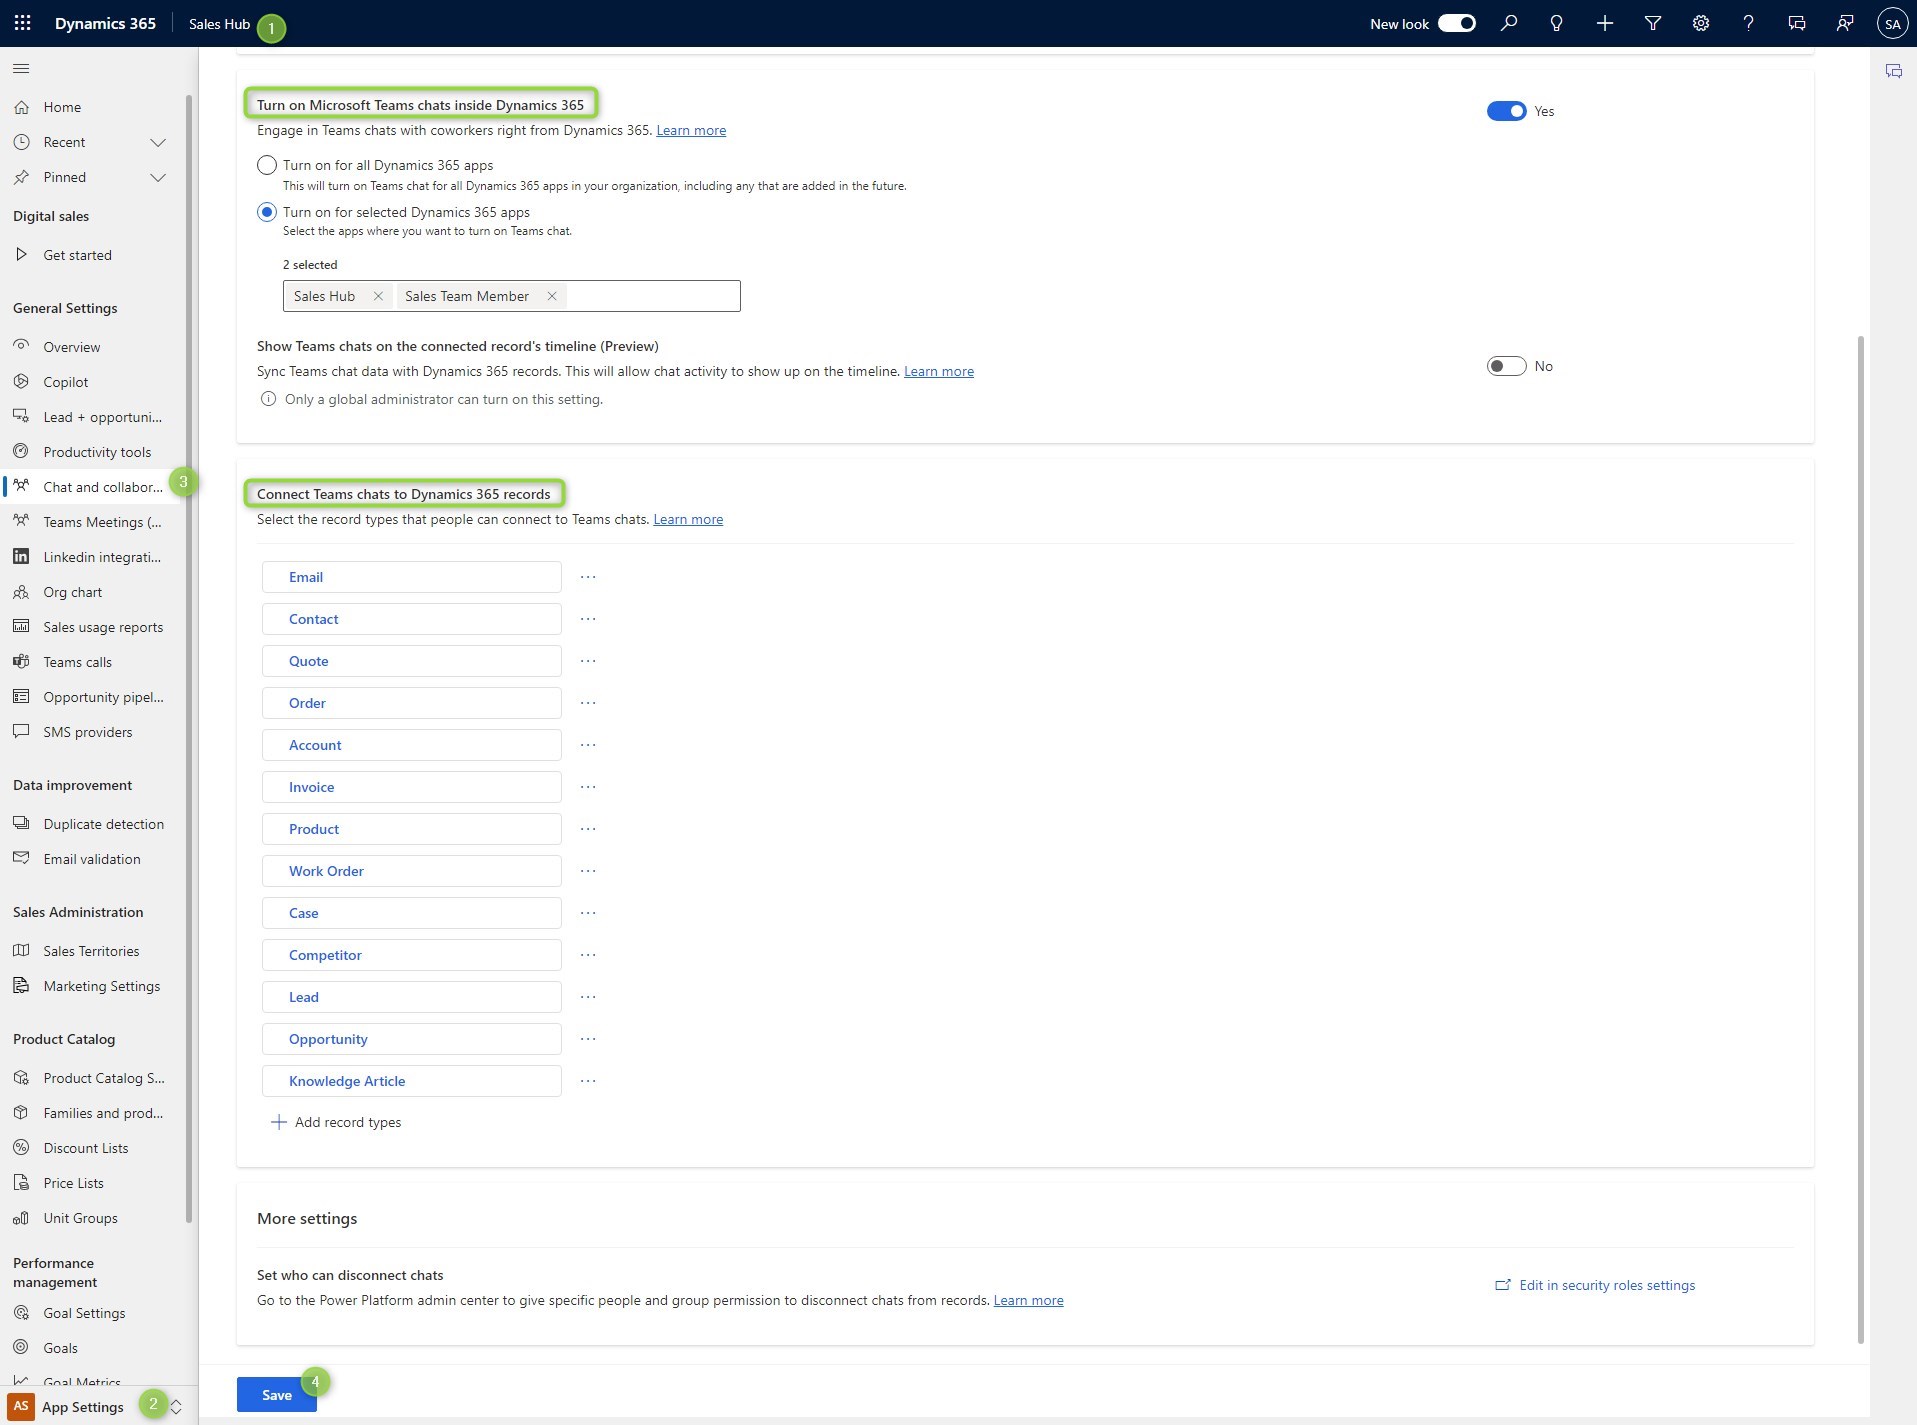 Dynamics 365
Sales Hub
1
New look
SA
Home
Recent
Pinned
Digital sales
Get started
General Settings
Overview
Copilot
Lead + opportuni...
Productivity tools
Chat and collabor...
3
Teams Meetings (...
Linkedin integrati...
Org chart
Sales usage reports
Teams calls
Opportunity pipel...
SMS providers
Data improvement
Duplicate detection
Email validation
Sales Administration
Sales Territories
Marketing Settings
Product Catalog
Product Catalog S...
Families and prod...
Discount Lists
Price Lists
Unit Groups
Performance
management
Goal Settings
Goals
Goal Metrics
AS
App Settings
2
Turn on Microsoft Teams chats inside Dynamics 365
Yes
Engage in Teams chats with coworkers right from Dynamics 365. Learn more
Turn on for all Dynamics 365 apps
This will turn on Teams chat for all Dynamics 365 apps in your organization, including any that are added in the future.
Turn on for selected Dynamics 365 apps
Select the apps where you want to turn on Teams chat.
2 selected
Sales Hub
Sales Team Member
Show Teams chats on the connected record's timeline (Preview)
Sync Teams chat data with Dynamics 365 records. This will allow chat activity to show up on the timeline. Learn more
No
Only a global administrator can turn on this setting.
Connect Teams chats to Dynamics 365 records
Select the record types that people can connect to Teams chats. Learn more
Email
Contact
Quote
Order
Account
Invoice
Product
Work Order
Case
Competitor
Lead
Opportunity
Knowledge Article
Add record types
More settings
Set who can disconnect chats
Go to the Power Platform admin center to give specific people and group permission to disconnect chats from records. Learn more
Edit in security roles settings
Save
4